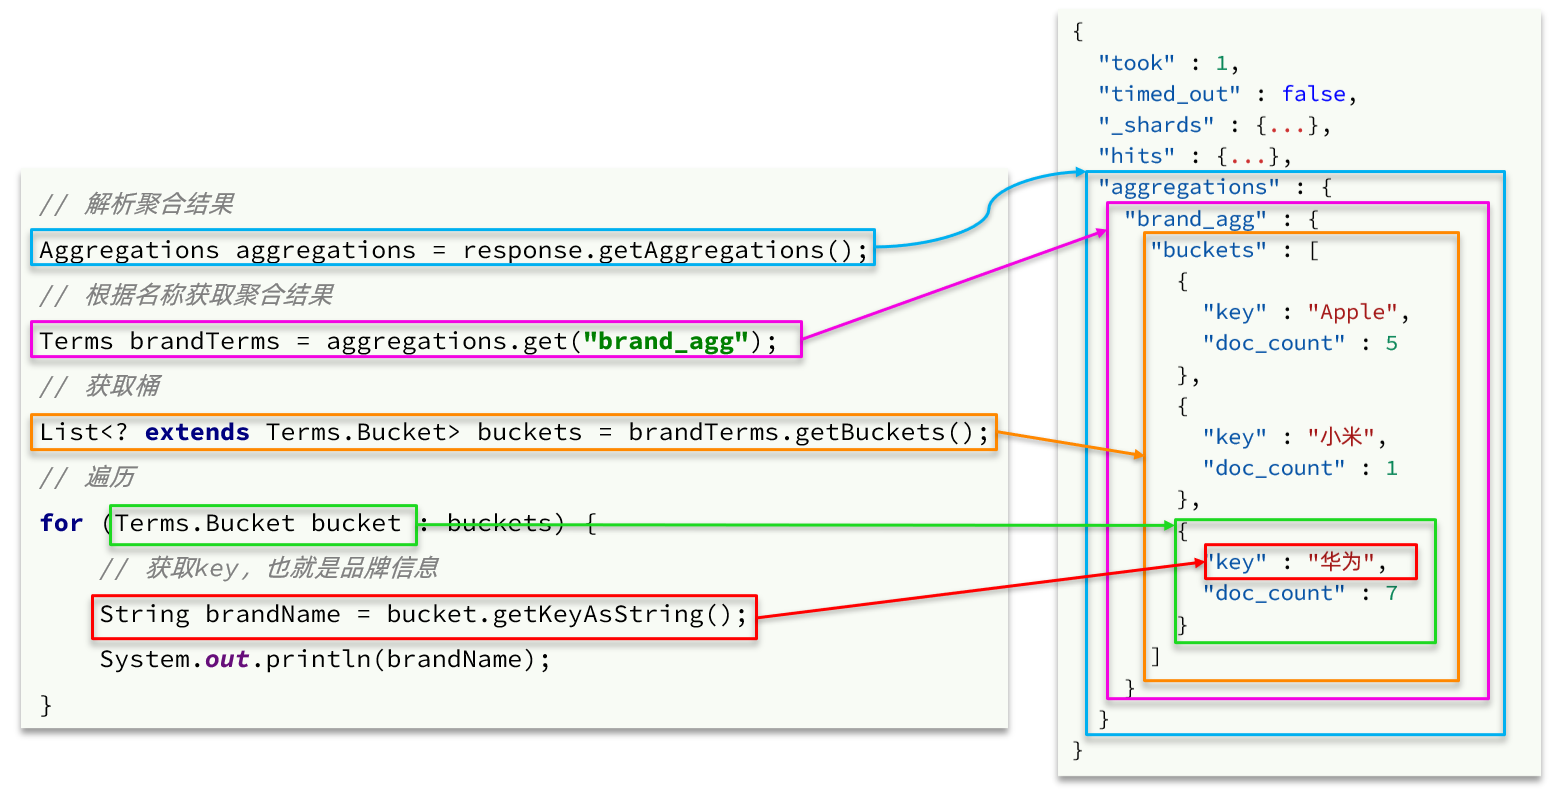 // 解析聚合结果
Aggregations aggregations = response.getAggregations();
// 根据名称获取聚合结果
Terms brandTerms = aggregations.get("brand_agg");
// 获取桶
List<? extends Terms.Bucket> buckets = brandTerms.getBuckets();
// 遍历
for (Terms.Bucket bucket : buckets) {
// 获取key, 也就是品牌信息
String brandName = bucket.getKeyAsString();
System.out.println(brandName);
}
{
"took" : 1,
"timed_out" : false,
"_shards" : {...},
"hits" : {...},
"aggregations" : {
"brand_agg" : {
"buckets" : [
{
"key" : "Apple",
"doc_count" : 5
},
{
"key" : "小米",
"doc_count" : 1
},
{
"key" : "华为",
"doc_count" : 7
}
]
}
}
}